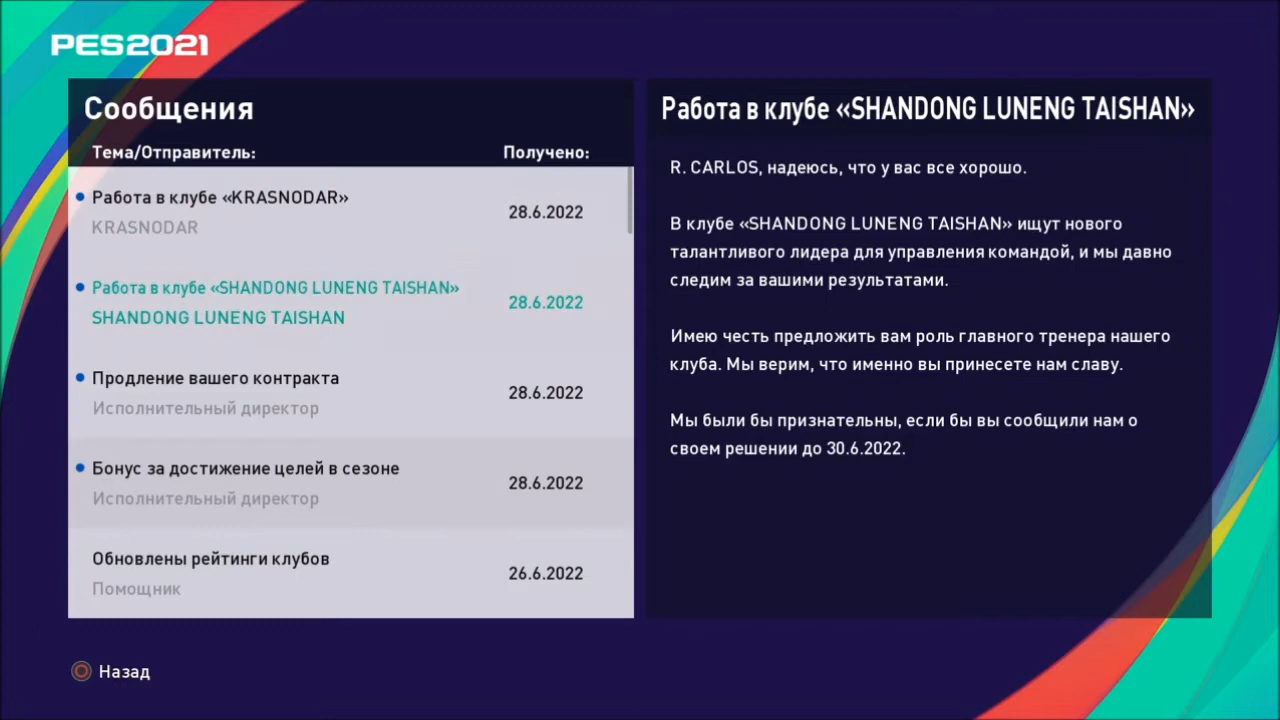 PES2021
Сообщения
Тема/Отправитель: Получено:
Работа в клубе «KRASNODAR»
KRASNODAR
28.6.2022
Работа в клубе «SHANDONG LUNENG TAISHAN»
SHANDONG LUNENG TAISHAN
28.6.2022
Продление вашего контракта
Исполнительный директор
28.6.2022
Бонус за достижение целей в сезоне
Исполнительный директор
28.6.2022
Обновлены рейтинги клубов
Помощник
26.6.2022
Работа в клубе «SHANDONG LUNENG TAISHAN»
R. CARLOS, надеюсь, что у вас все хорошо.
В клубе «SHANDONG LUNENG TAISHAN» ищут нового
талантливого лидера для управления командой, и мы давно
следим за вашими результатами.
Имею честь предложить вам роль главного тренера нашего
клуба. Мы верим, что именно вы принесете нам славу.
Мы были бы признательны, если бы вы сообщили нам о
своем решении до 30.6.2022.
Назад